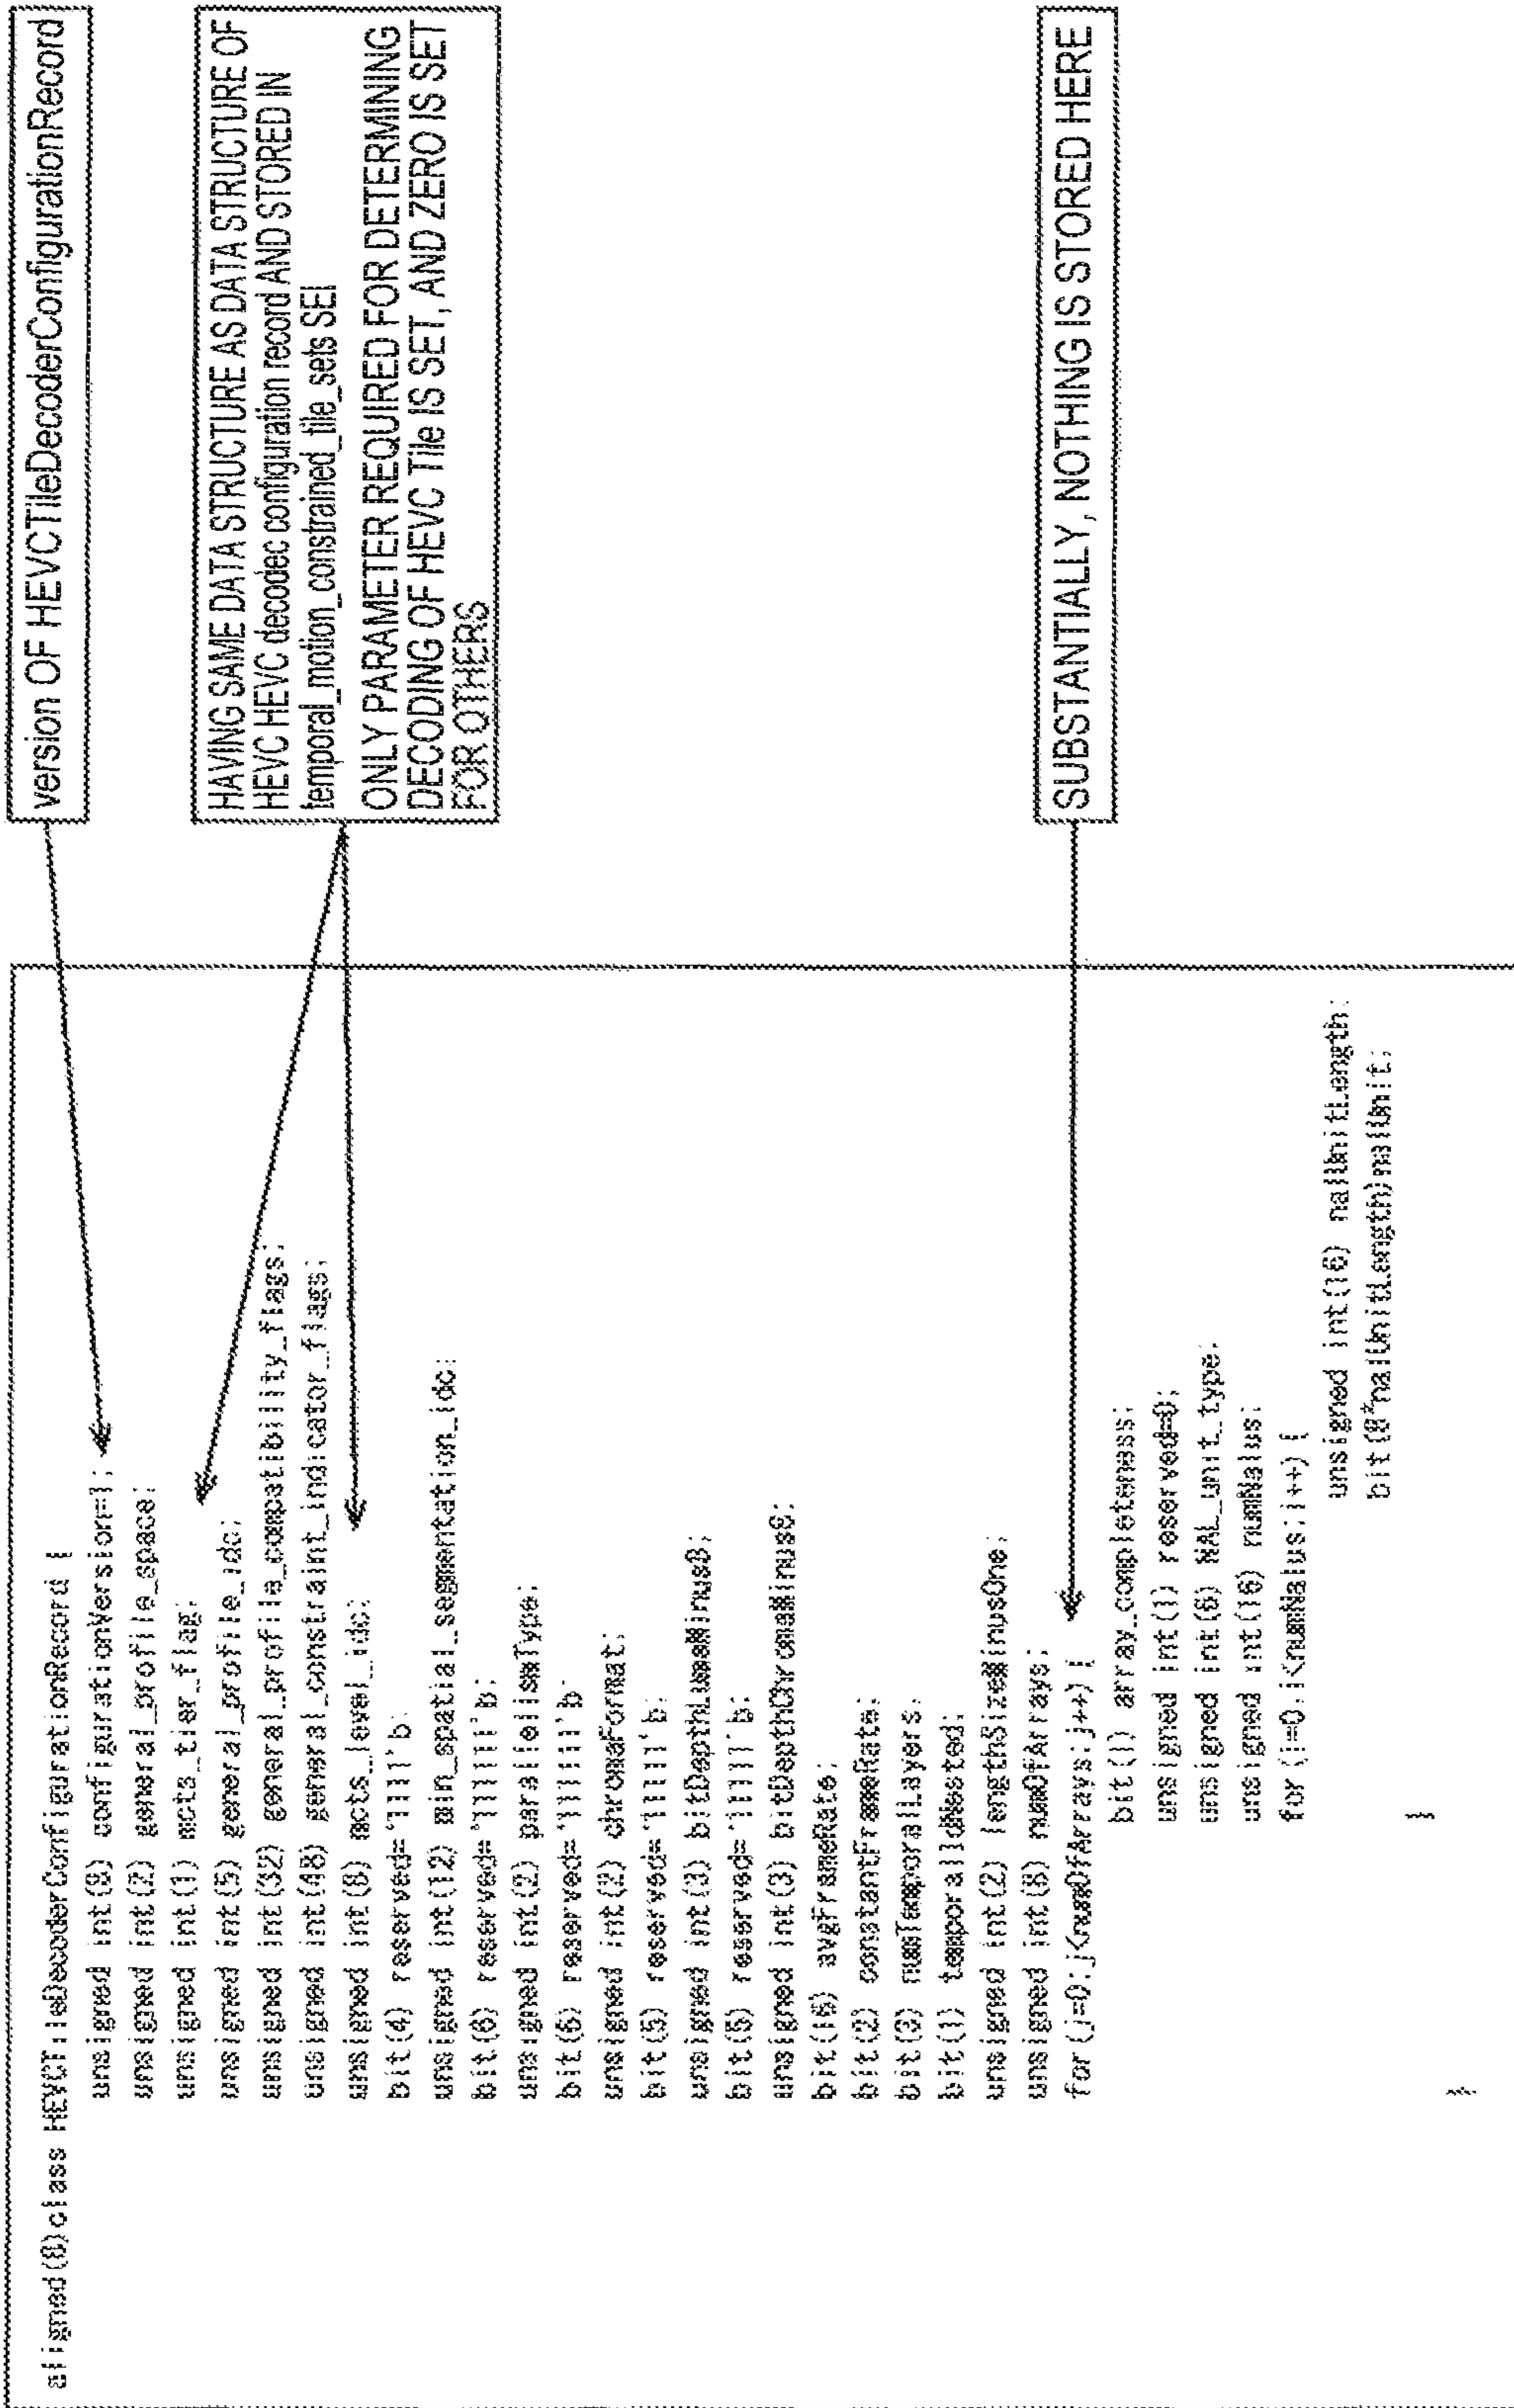 aligned(8)class HEVCTileDecoderConfigurationRecord {
unsigned int(8) configurationVersion=1;
unsigned int(2) general_profile_space;
unsigned int(1) mcts_tier_flag;
unsigned int(5) general_profile_idc;
unsigned int(32) general_profile_compatibility_flags;
unsigned int(48) general_constraint_indicator_flags;
unsigned int(8) mcts_level_idc;
bit(4) reserved='1111'b;
unsigned int(12) min_spatial_segmentation_idc;
bit(6) reserved='111111'b;
unsigned int(2) parallelismType;
bit(6) reserved='111111'b;
unsigned int(2) chromaFormat;
bit(5) reserved='11111'b;
unsigned int(3) bitDepthLumaMinus8;
bit(5) reserved='11111'b;
unsigned int(3) bitDepthChromaMinus8;
bit(16) avgFrameRate;
bit(2) constantFrameRate;
bit(3) numTemporalLayers;
bit(1) temporalIdNested;
unsigned int(2) lengthSizeMinusOne;
unsigned int(8) numOfArrays;
for(j=0;j<numOfArrays;j++){
bit(1) array_completeness;
unsigned int(1) reserved=0;
unsigned int(6) NAL_unit_type;
unsigned int(16) numNalus;
for(i=0;i<numNalus;i++){
unsigned int(16) nalUnitLength;
bit(8*nalUnitLength)nalUnit;
}
}
version OF HEVCTileDecoderConfigurationRecord
HAVING SAME DATA STRUCTURE AS DATA STRUCTURE OF
HEVC HEVC decodec configuration record AND STORED IN
temporal_motion_constrained_tile_sets SEI
ONLY PARAMETER REQUIRED FOR DETERMINING
DECODING OF HEVC Tile IS SET, AND ZERO IS SET
FOR OTHERS
SUBSTANTIALLY, NOTHING IS STORED HERE